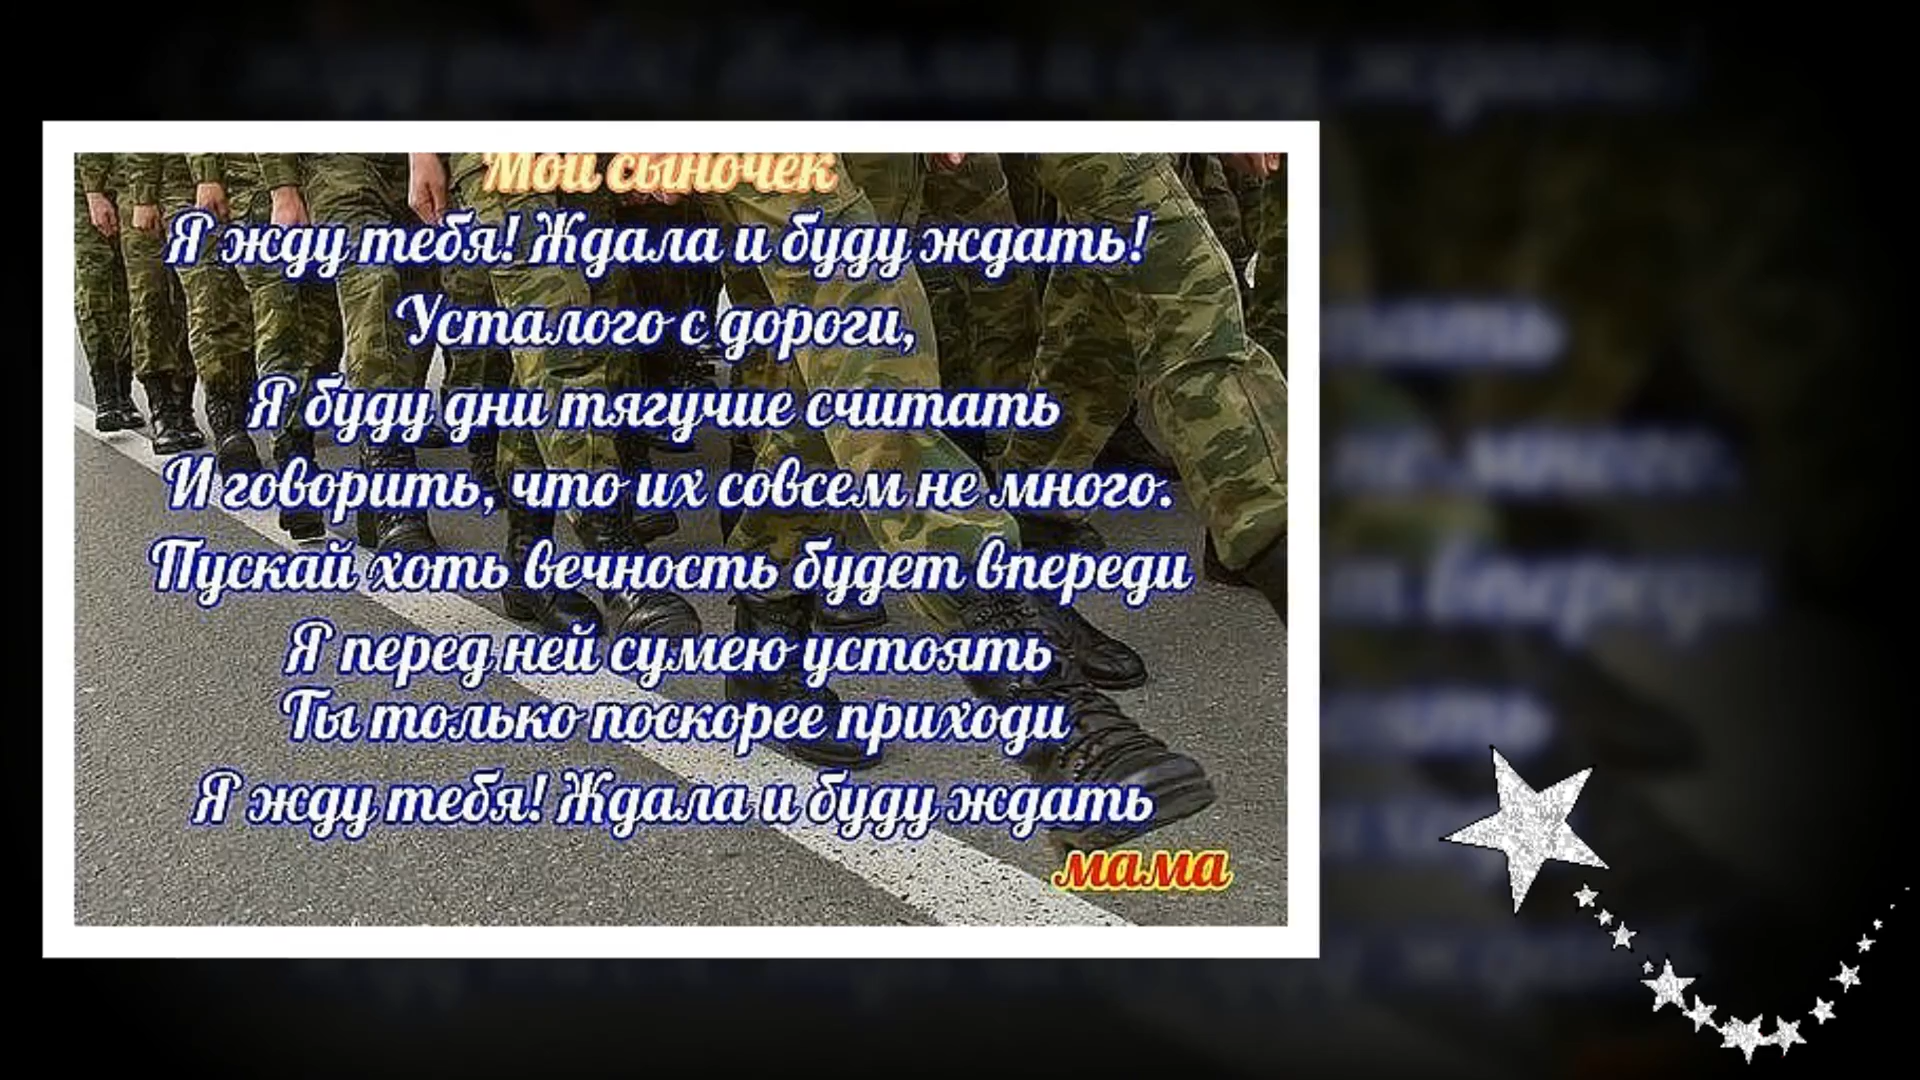 Мой сыночек
Я жду тебя! Ждала и буду ждать!
Усталого с дороги,
Я буду дни тягучие считать
И говорить, что их совсем не много.
Пускай хоть вечность будет впереди
Я перед ней сумею устоять
Ты только поскорее приходи
Я жду тебя! Ждала и буду ждать
мама